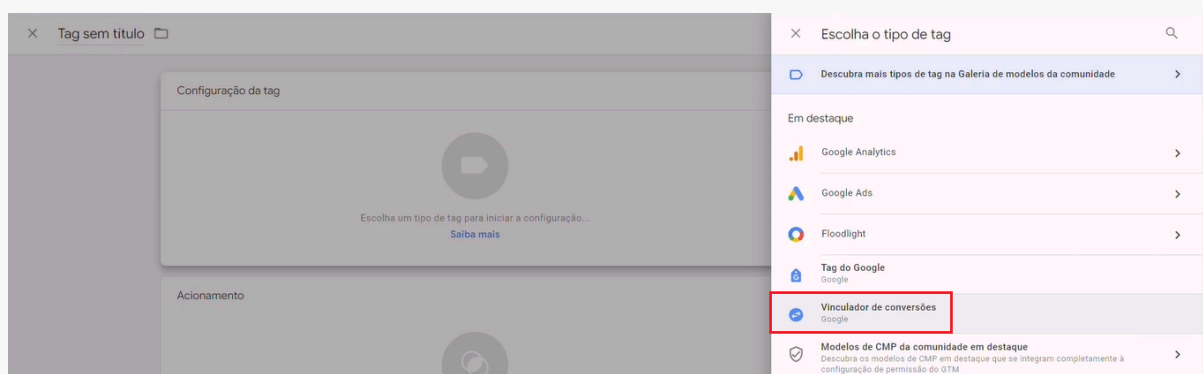 Tag sem título
Configuração da tag
Escolha um tipo de tag para iniciar a configuração...
Saiba mais
Acionamento
Escolha o tipo de tag
Descubra mais tipos de tag na Galeria de modelos da comunidade
Em destaque
Google Analytics
Google Ads
Floodlight
Tag do Google
Google
Vinculador de conversões
Google
Modelos de CMP da comunidade em destaque
Descubra os modelos de CMP em destaque que se integram completamente à
configuração de permissão do GTM